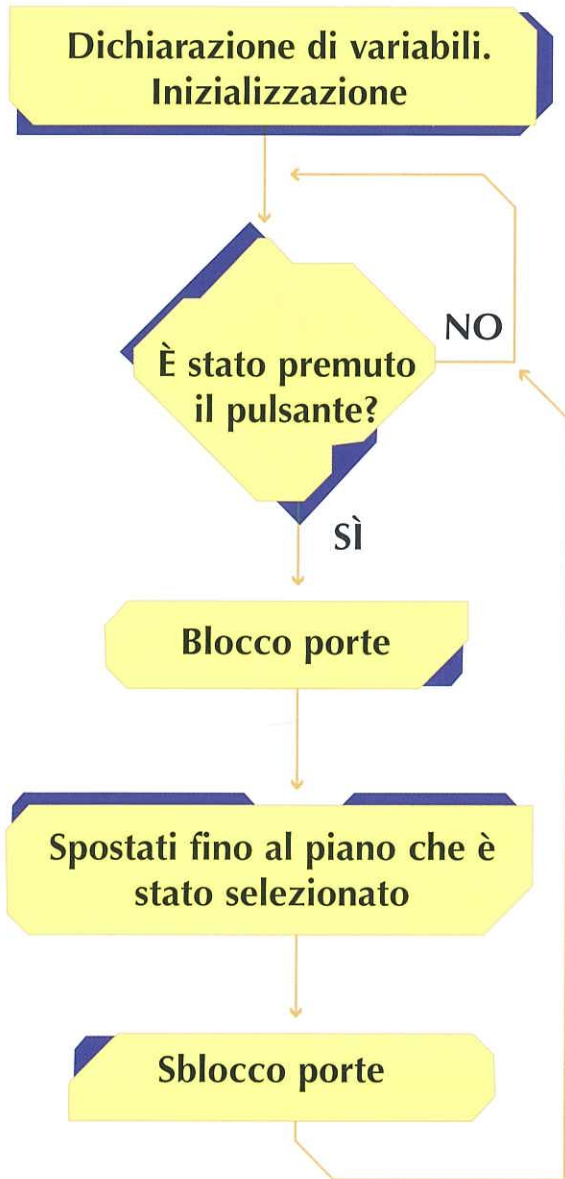 Dichiarazione di variabili.
Inizializzazione
NO
È stato premuto
il pulsante?
SÌ
Blocco porte
Spostati fino al piano che è
stato selezionato
Sblocco porte